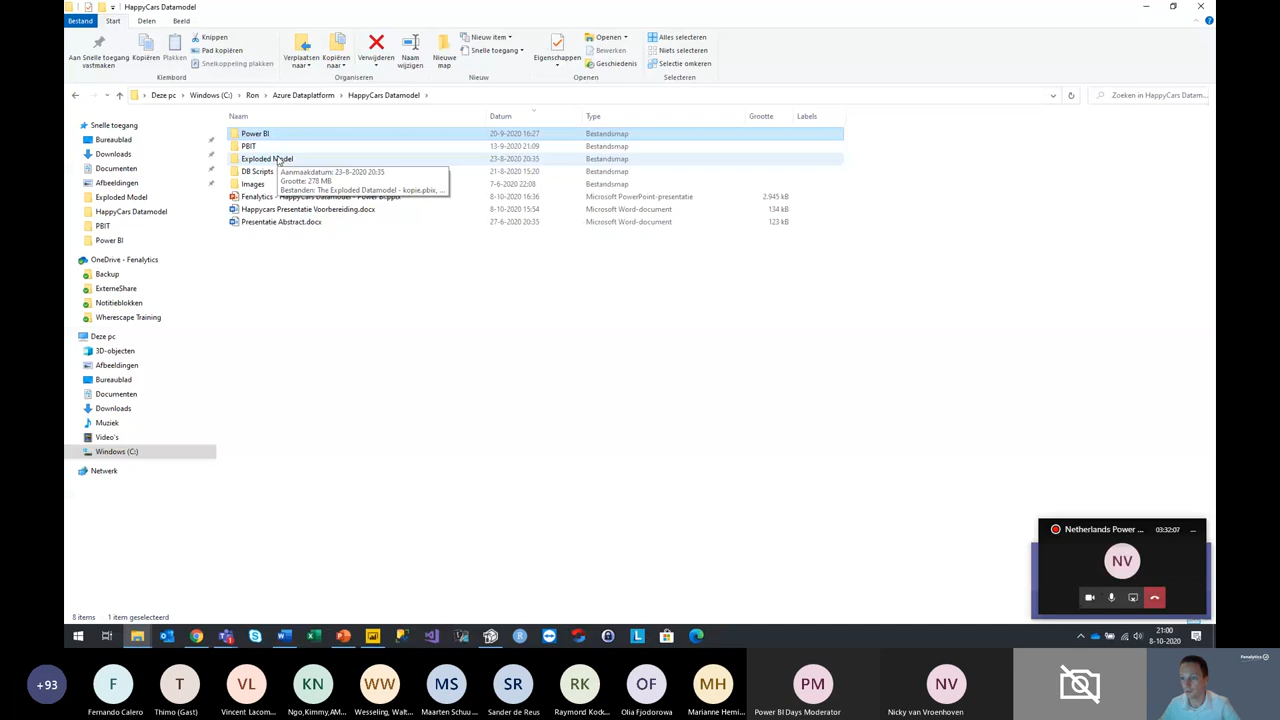 HappyCars Datamodel
Bestand Start Delen Beeld
Aan Snelle toegang vastmaken
Kopiëren
Plakken
Knippen
Pad kopiëren
Snelkoppeling plakken
Klembord
Verplaatsen naar
Kopiëren naar
Verwijderen
Naam wijzigen
Organiseren
Nieuwe map
Nieuw item
Snelle toegang
Nieuw
Eigenschappen
Openen
Bewerken
Geschiedenis
Openen
Alles selecteren
Niets selecteren
Selectie omkeren
Selecteren
Deze pc › Windows (C:) › Ron › Azure Dataplatform › HappyCars Datamodel ›
Zoeken in HappyCars Datam...
Snelle toegang
Bureaublad
Downloads
Documenten
Afbeeldingen
Exploded Model
HappyCars Datamodel
PBIT
Power BI
OneDrive - Fenalytics
Backup
ExterneShare
Notitieblokken
Wherescape Training
Deze pc
3D-objecten
Afbeeldingen
Bureaublad
Documenten
Downloads
Muziek
Video's
Windows (C:)
Netwerk
Naam Datum Type Grootte Labels
Power BI 20-9-2020 16:27 Bestandsmap
PBIT 13-9-2020 21:09 Bestandsmap
Exploded Model 23-8-2020 20:35 Bestandsmap
DB Scripts 21-8-2020 15:20 Bestandsmap
Images 7-6-2020 22:08 Bestandsmap
Fenalytics - HappyCars Datamodel - Power BI.pptx 8-10-2020 16:36 Microsoft PowerPoint-presentatie 2.945 kB
Happycars Presentatie Voorbereiding.docx 8-10-2020 15:54 Microsoft Word-document 134 kB
Presentatie Abstract.docx 27-6-2020 20:35 Microsoft Word-document 123 kB
Aanmaakdatum: 23-8-2020 20:35
Grootte: 278 MB
Bestanden: The Exploded Datamodel - kopie.pbix, ...
Netherlands Power ... 03:32:07
NV
8 items 1 item geselecteerd
21:00
8-10-2020
+93
F
Fernando Calero
T
Thimo (Gast)
VL
Vincent Lacom...
KN
Ngo,Kimmy,AM...
WW
Wesseling, Walt...
MS
Maarten Schuu...
SR
Sander de Reus
RK
Raymond Kock...
OF
Olia Fjodorowa
MH
Marianne Hemi...
PM
Power BI Days Moderator
NV
Nicky van Vroenhoven
Fenalytics